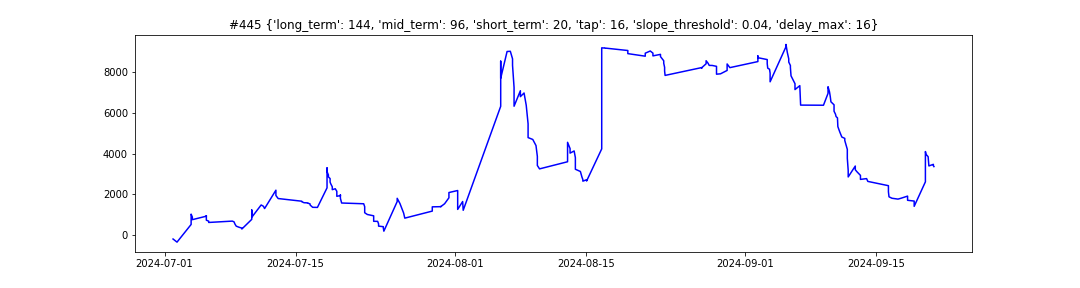 #445 {'long_term': 144, 'mid_term': 96, 'short_term': 20, 'tap': 16, 'slope_threshold': 0.04, 'delay_max': 16}
8000
6000
4000
2000
0
2024-07-01 2024-07-15 2024-08-01 2024-08-15 2024-09-01 2024-09-15